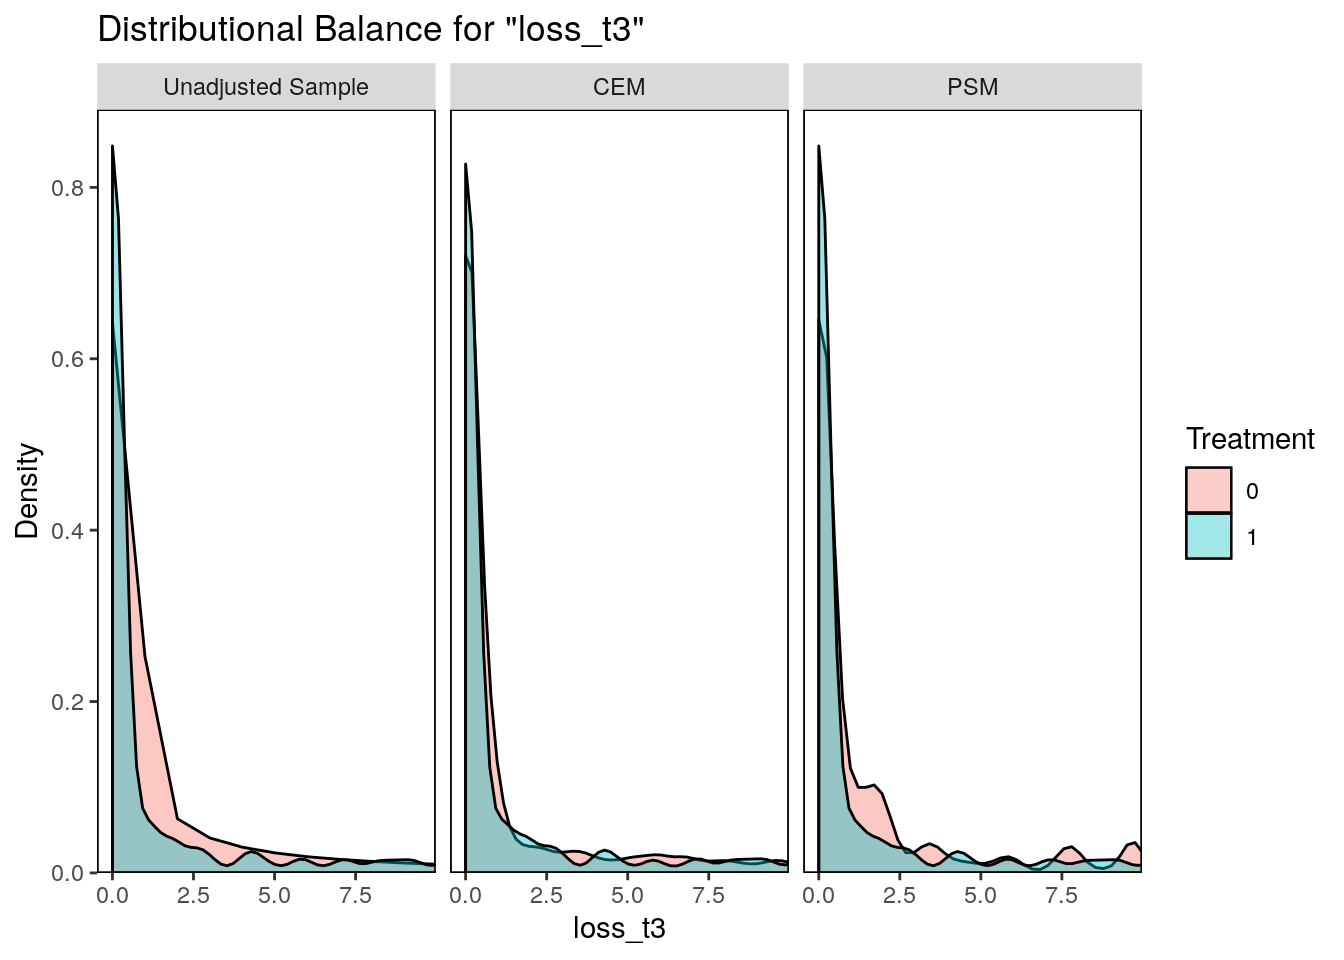 Distributional Balance for "loss_t3"
Unadjusted Sample
CEM
PSM
Density
0.8
0.6
0.4
0.2
0.0
0.0 2.5 5.0 7.5
0.0 2.5 5.0 7.5
0.0 2.5 5.0 7.5
loss_t3
Treatment
0
1